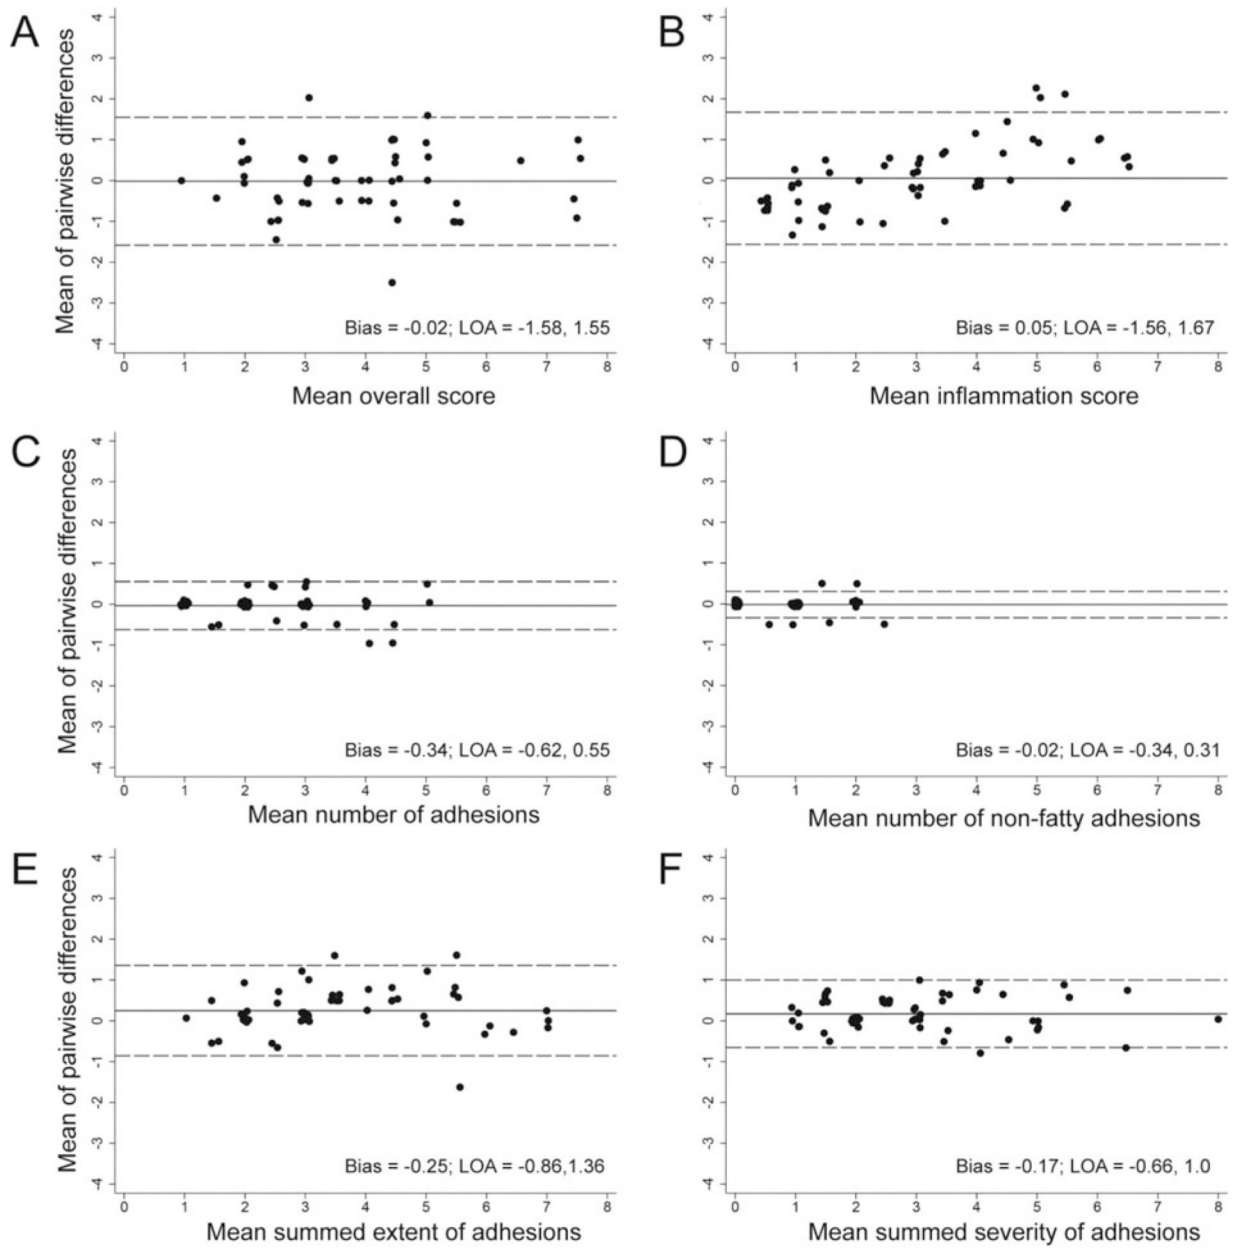 A
Mean of pairwise differences
4
3
2
1
0
-1
-2
-3
-4
Bias = -0.02; LOA = -1.58, 1.55
0 1 2 3 4 5 6 7 8
Mean overall score
B
4
3
2
1
0
-1
-2
-3
-4
Bias = 0.05; LOA = -1.56, 1.67
0 1 2 3 4 5 6 7 8
Mean inflammation score
C
Mean of pairwise differences
4
3
2
1
0
-1
-2
-3
-4
Bias = -0.34; LOA = -0.62, 0.55
0 1 2 3 4 5 6 7 8
Mean number of adhesions
D
4
3
2
1
0
-1
-2
-3
-4
Bias = -0.02; LOA = -0.34, 0.31
0 1 2 3 4 5 6 7 8
Mean number of non-fatty adhesions
E
Mean of pairwise differences
4
3
2
1
0
-1
-2
-3
-4
Bias = -0.25; LOA = -0.86,1.36
0 1 2 3 4 5 6 7 8
Mean summed extent of adhesions
F
4
3
2
1
0
-1
-2
-3
-4
Bias = -0.17; LOA = -0.66, 1.0
0 1 2 3 4 5 6 7 8
Mean summed severity of adhesions